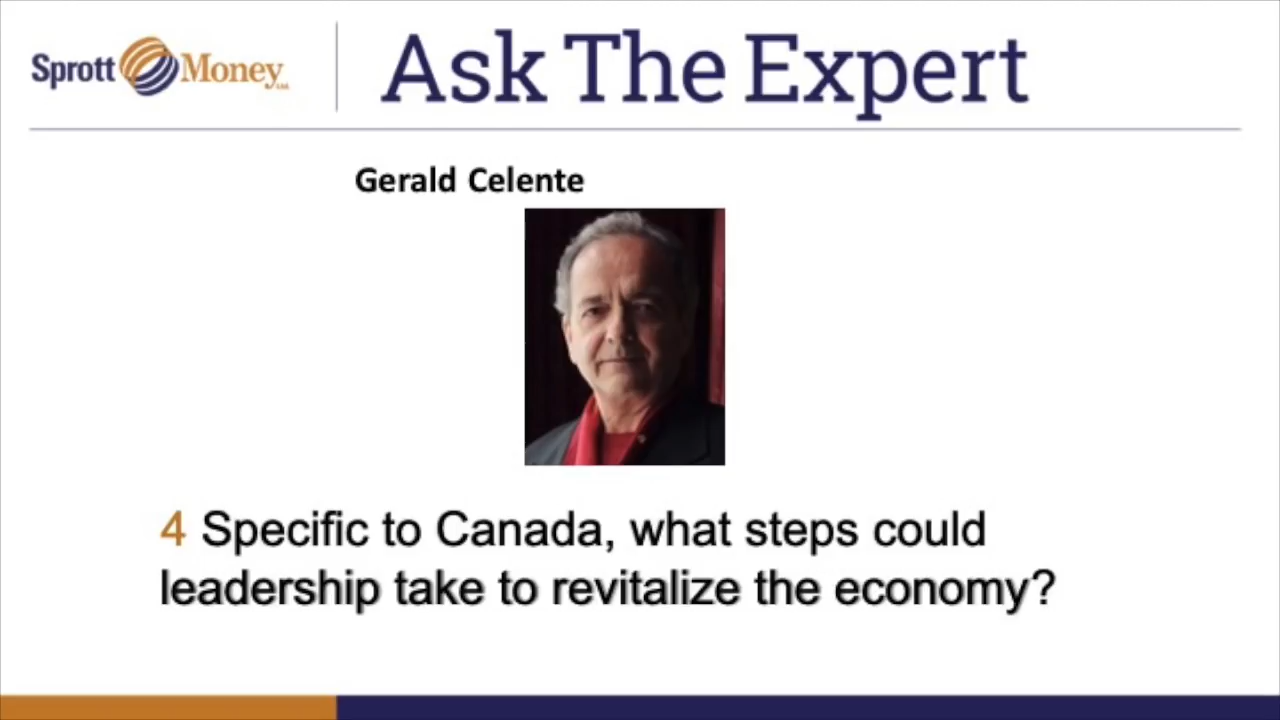 Sprott Money Ltd.
Ask The Expert
Gerald Celente
4 Specific to Canada, what steps could
leadership take to revitalize the economy?